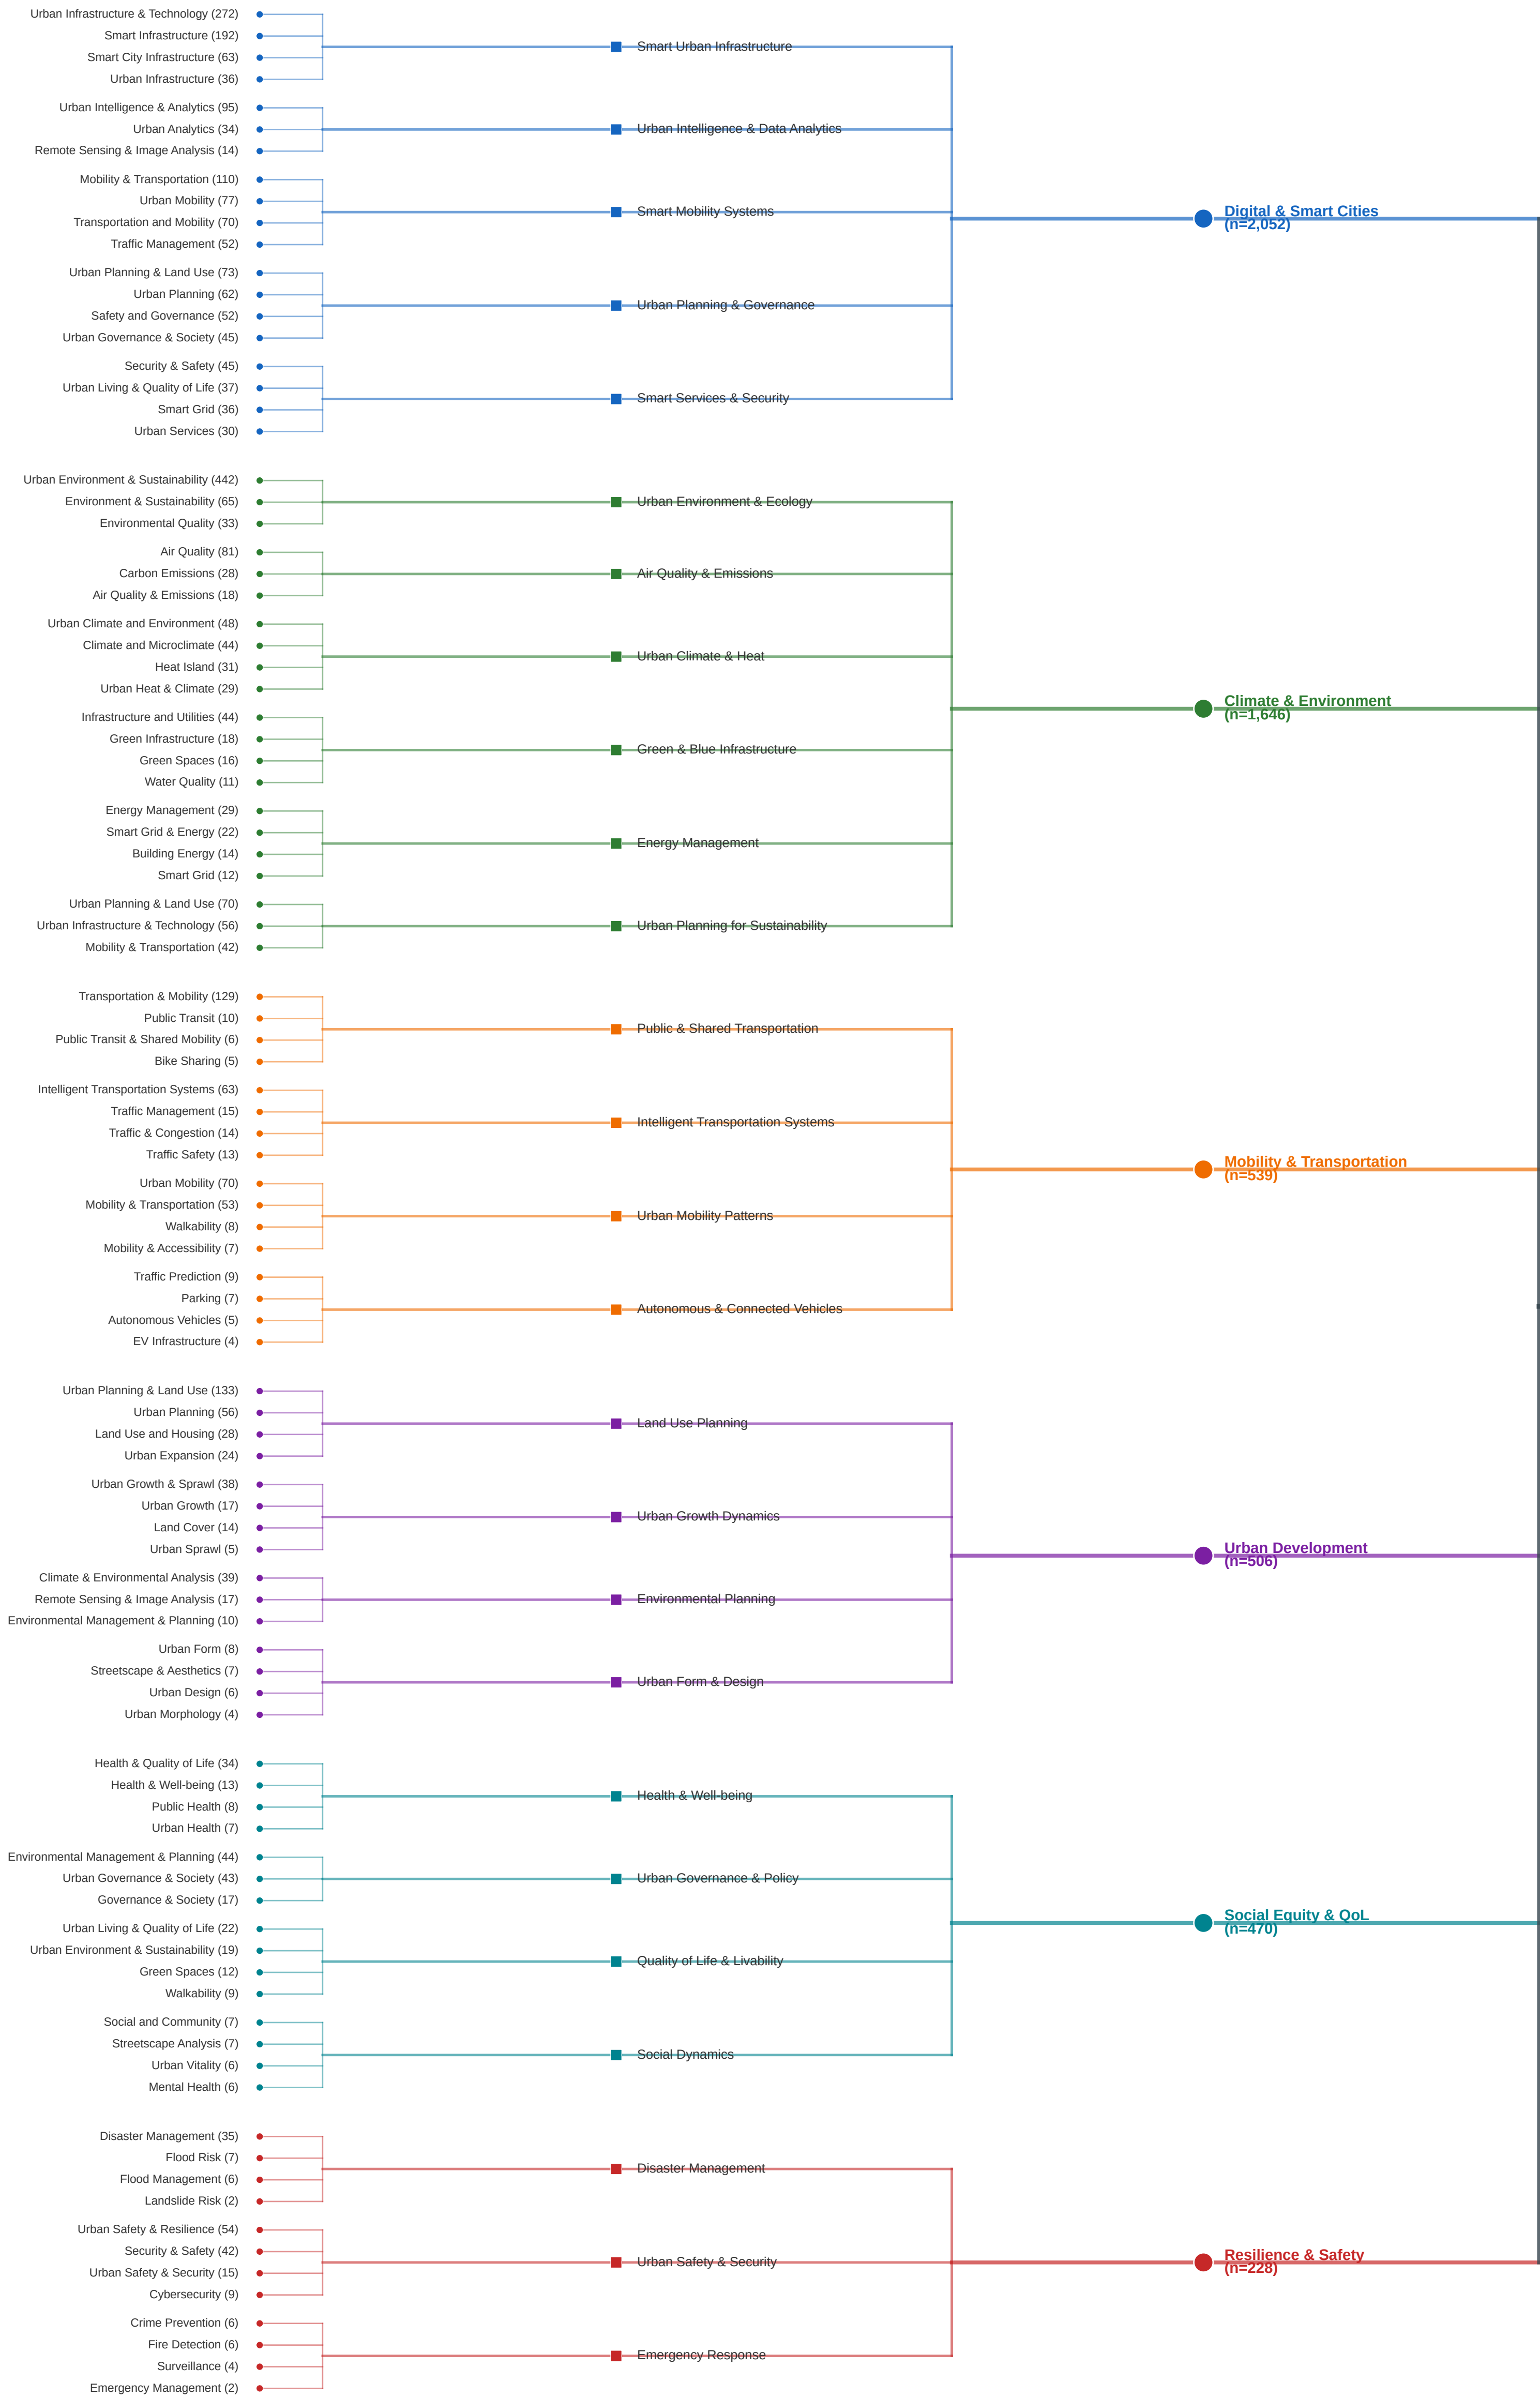 Urban Infrastructure & Technology (272)
Smart Infrastructure (192)
Smart City Infrastructure (63)
Urban Infrastructure (36)
Smart Urban Infrastructure
Urban Intelligence & Analytics (95)
Urban Analytics (34)
Remote Sensing & Image Analysis (14)
Urban Intelligence & Data Analytics
Mobility & Transportation (110)
Urban Mobility (77)
Transportation and Mobility (70)
Traffic Management (52)
Smart Mobility Systems
Urban Planning & Land Use (73)
Urban Planning (62)
Safety and Governance (52)
Urban Governance & Society (45)
Urban Planning & Governance
Security & Safety (45)
Urban Living & Quality of Life (37)
Smart Grid (36)
Urban Services (30)
Smart Services & Security
Digital & Smart Cities
(n=2,052)
Urban Environment & Sustainability (442)
Environment & Sustainability (65)
Environmental Quality (33)
Urban Environment & Ecology
Air Quality (81)
Carbon Emissions (28)
Air Quality & Emissions (18)
Air Quality & Emissions
Urban Climate and Environment (48)
Climate and Microclimate (44)
Heat Island (31)
Urban Heat & Climate (29)
Urban Climate & Heat
Infrastructure and Utilities (44)
Green Infrastructure (18)
Green Spaces (16)
Water Quality (11)
Green & Blue Infrastructure
Energy Management (29)
Smart Grid & Energy (22)
Building Energy (14)
Smart Grid (12)
Energy Management
Urban Planning & Land Use (70)
Urban Infrastructure & Technology (56)
Mobility & Transportation (42)
Urban Planning for Sustainability
Climate & Environment
(n=1,646)
Transportation & Mobility (129)
Public Transit (10)
Public Transit & Shared Mobility (6)
Bike Sharing (5)
Public & Shared Transportation
Intelligent Transportation Systems (63)
Traffic Management (15)
Traffic & Congestion (14)
Traffic Safety (13)
Intelligent Transportation Systems
Urban Mobility (70)
Mobility & Transportation (53)
Walkability (8)
Mobility & Accessibility (7)
Urban Mobility Patterns
Traffic Prediction (9)
Parking (7)
Autonomous Vehicles (5)
EV Infrastructure (4)
Autonomous & Connected Vehicles
Mobility & Transportation
(n=539)
Urban Planning & Land Use (133)
Urban Planning (56)
Land Use and Housing (28)
Urban Expansion (24)
Land Use Planning
Urban Growth & Sprawl (38)
Urban Growth (17)
Land Cover (14)
Urban Sprawl (5)
Urban Growth Dynamics
Climate & Environmental Analysis (39)
Remote Sensing & Image Analysis (17)
Environmental Management & Planning (10)
Environmental Planning
Urban Form (8)
Streetscape & Aesthetics (7)
Urban Design (6)
Urban Morphology (4)
Urban Form & Design
Urban Development
(n=506)
Health & Quality of Life (34)
Health & Well-being (13)
Public Health (8)
Urban Health (7)
Health & Well-being
Environmental Management & Planning (44)
Urban Governance & Society (43)
Governance & Society (17)
Urban Governance & Policy
Urban Living & Quality of Life (22)
Urban Environment & Sustainability (19)
Green Spaces (12)
Walkability (9)
Quality of Life & Livability
Social and Community (7)
Streetscape Analysis (7)
Urban Vitality (6)
Mental Health (6)
Social Dynamics
Social Equity & QoL
(n=470)
Disaster Management (35)
Flood Risk (7)
Flood Management (6)
Landslide Risk (2)
Disaster Management
Urban Safety & Resilience (54)
Security & Safety (42)
Urban Safety & Security (15)
Cybersecurity (9)
Urban Safety & Security
Crime Prevention (6)
Fire Detection (6)
Surveillance (4)
Emergency Management (2)
Emergency Response
Resilience & Safety
(n=228)